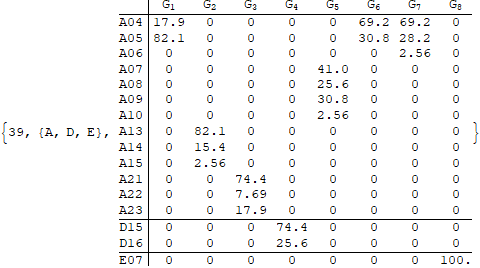 G₁ G₂ G₃ G₄ G₅ G₆ G₇ G₈
A04 17.9 0 0 0 0 69.2 69.2 0
A05 82.1 0 0 0 0 30.8 28.2 0
A06 0 0 0 0 0 0 2.56 0
A07 0 0 0 0 41.0 0 0 0
A08 0 0 0 0 25.6 0 0 0
A09 0 0 0 0 30.8 0 0 0
A10 0 0 0 0 2.56 0 0 0
{39, {A, D, E}, A13 0 82.1 0 0 0 0 0 0 }
A14 0 15.4 0 0 0 0 0 0
A15 0 2.56 0 0 0 0 0 0
A21 0 0 74.4 0 0 0 0 0
A22 0 0 7.69 0 0 0 0 0
A23 0 0 17.9 0 0 0 0 0
D15 0 0 0 74.4 0 0 0 0
D16 0 0 0 25.6 0 0 0 0
E07 0 0 0 0 0 0 0 100.